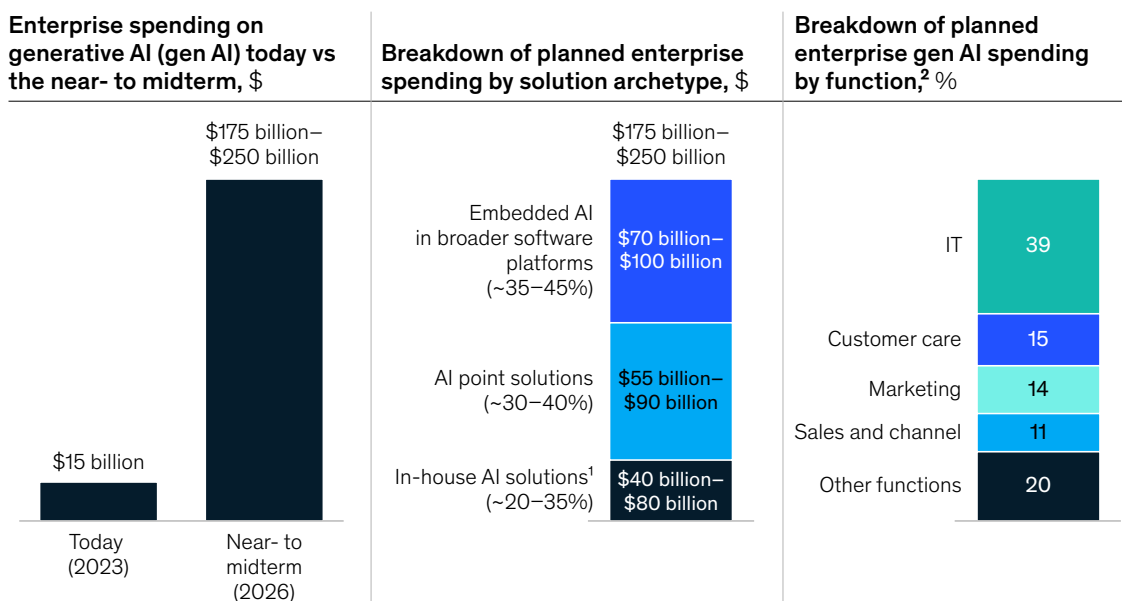 Enterprise spending on
generative AI (gen AI) today vs
the near- to midterm, $
$175 billion–
$250 billion
$15 billion
Today
(2023)
Near- to
midterm
(2026)
Breakdown of planned enterprise
spending by solution archetype, $
$175 billion–
$250 billion
Embedded AI
in broader software
platforms
(~35–45%)
$70 billion–
$100 billion
AI point solutions
(~30–40%)
$55 billion–
$90 billion
In-house AI solutions¹
(~20–35%)
$40 billion–
$80 billion
Breakdown of planned
enterprise gen AI spending
by function,² %
IT
39
Customer care
15
Marketing
14
Sales and channel
11
Other functions
20